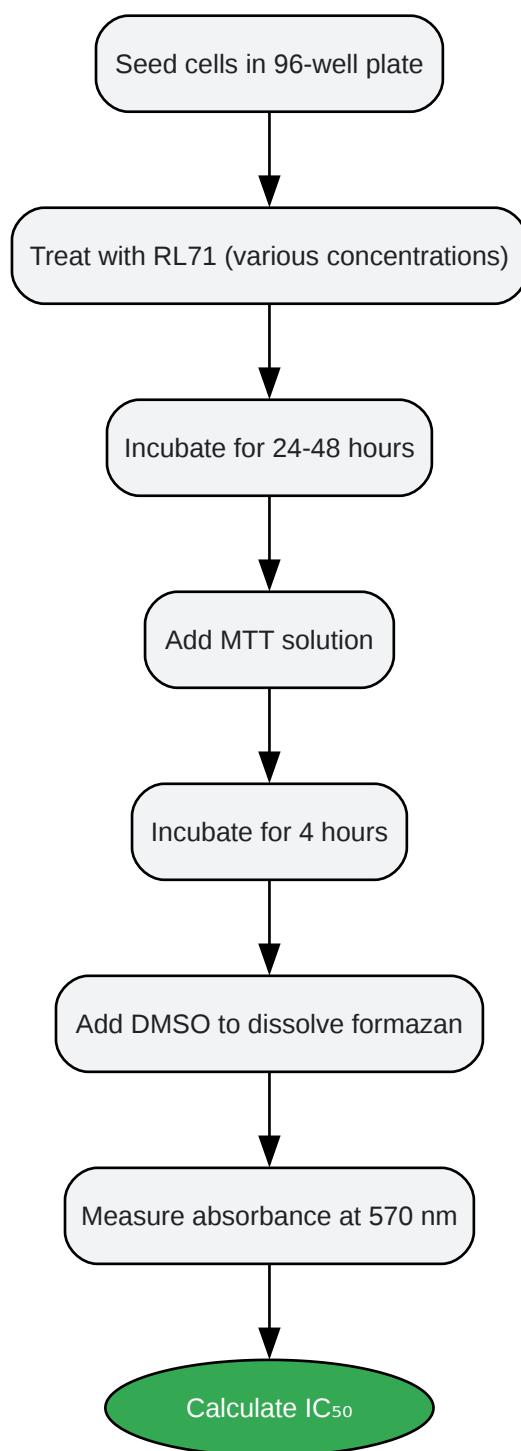 Seed cells in 96-well plate
Treat with RL71 (various concentrations)
Incubate for 24-48 hours
Add MTT solution
Incubate for 4 hours
Add DMSO to dissolve formazan
Measure absorbance at 570 nm
Calculate IC₅₀